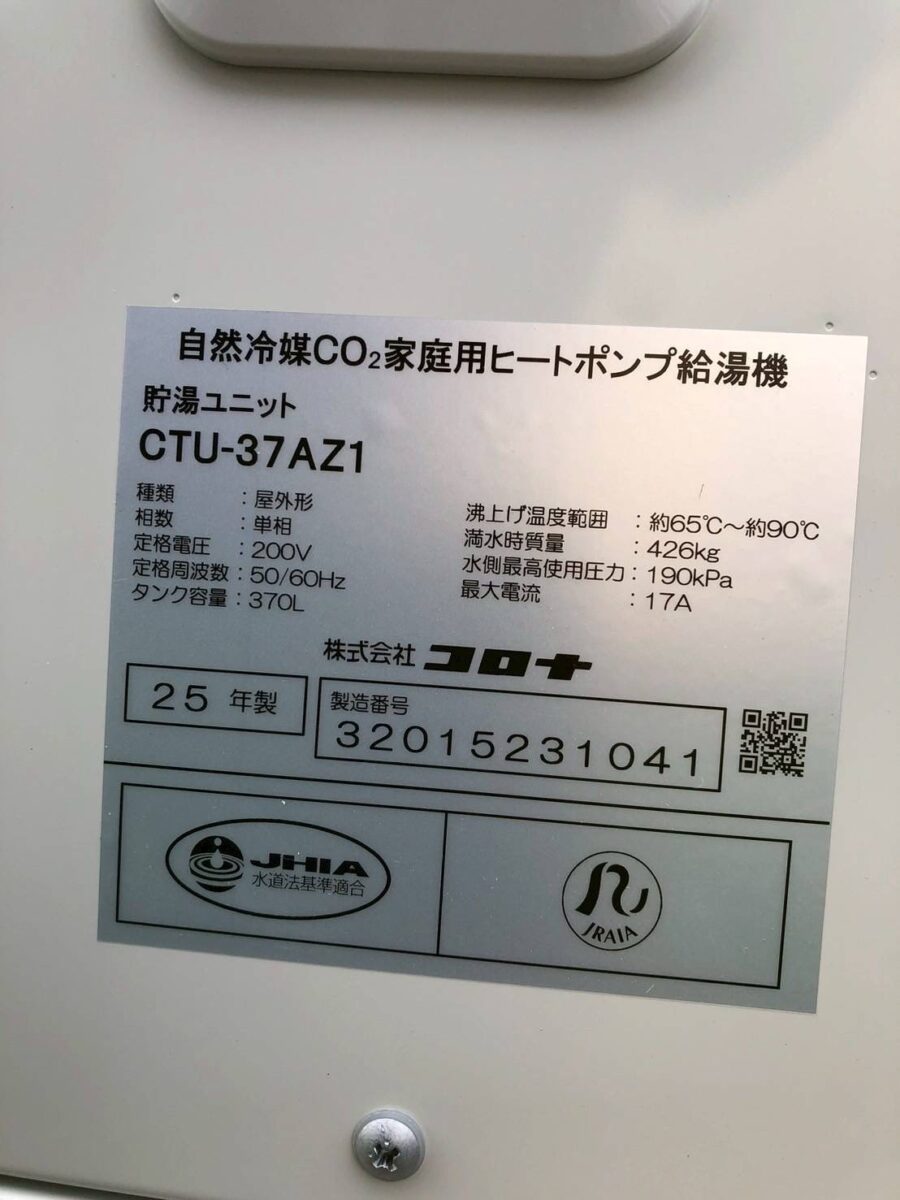 自然冷媒CO₂家庭用ヒートポンプ給湯機
貯湯ユニット
CTU-37AZ1
種類 : 屋外形
相数 : 単相
定格電圧 : 200V
定格周波数 : 50/60Hz
タンク容量 : 370L
沸上げ温度範囲 : 約65℃~約90℃
満水時質量 : 426kg
水側最高使用圧力 : 190kPa
最大電流 : 17A
株式会社 コロナ
25 年製
製造番号
32015231041
JHIA
水道法基準適合
JRAIA